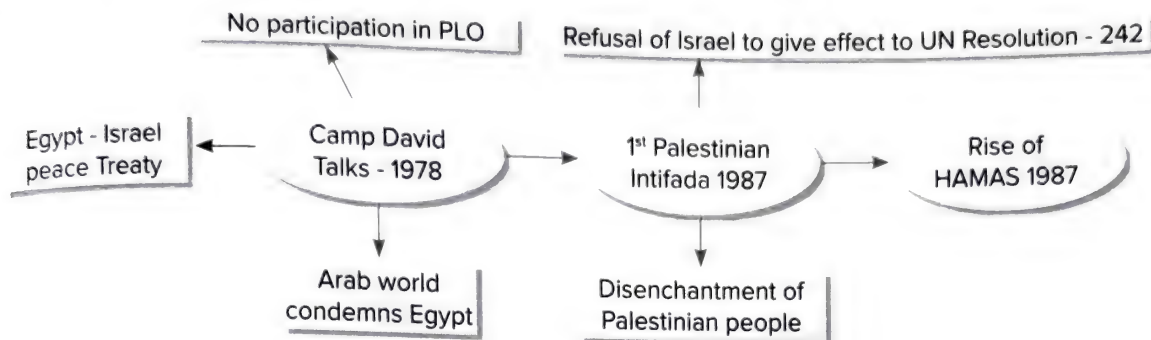 No participation in PLO
Refusal of Israel to give effect to UN Resolution - 242
Egypt - Israel
peace Treaty
Camp David
Talks - 1978
1st Palestinian
Intifada 1987
Rise of
HAMAS 1987
Arab world
condemns Egypt
Disenchantment of
Palestinian people